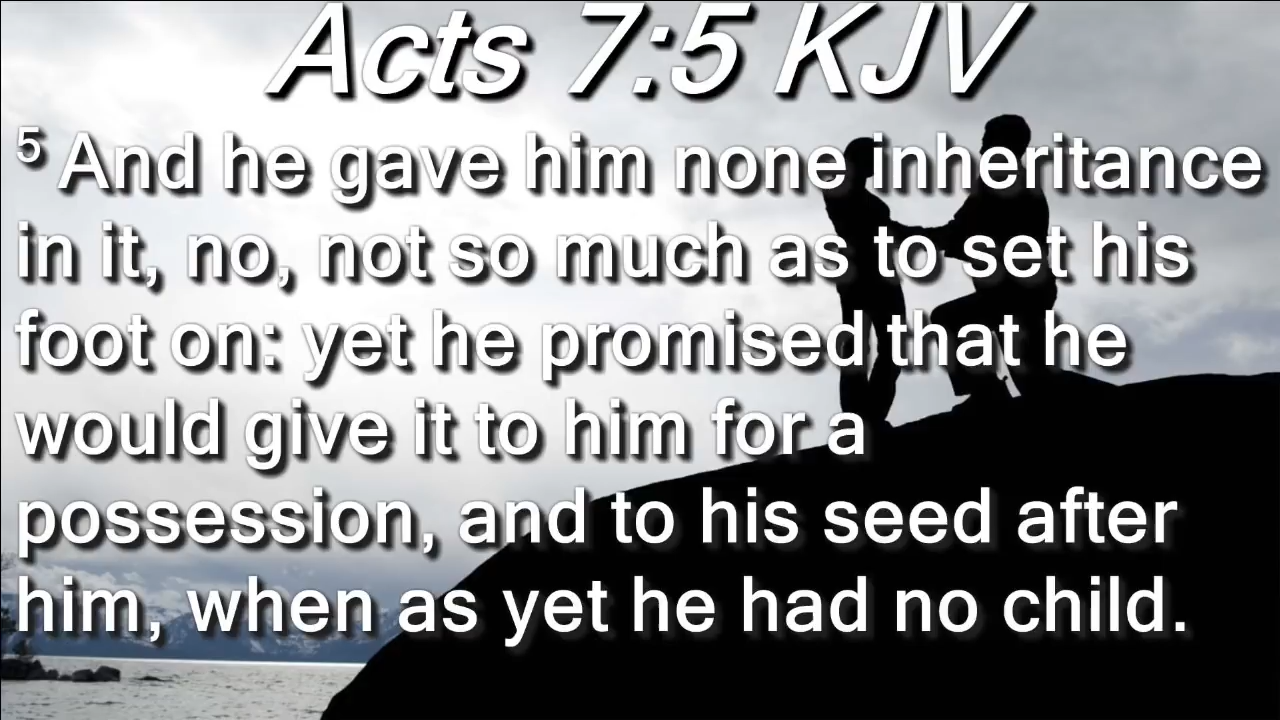 Acts 7:5 KJV
5 And he gave him none inheritance
in it, no, not so much as to set his
foot on: yet he promised that he
would give it to him for a
possession, and to his seed after
him, when as yet he had no child.